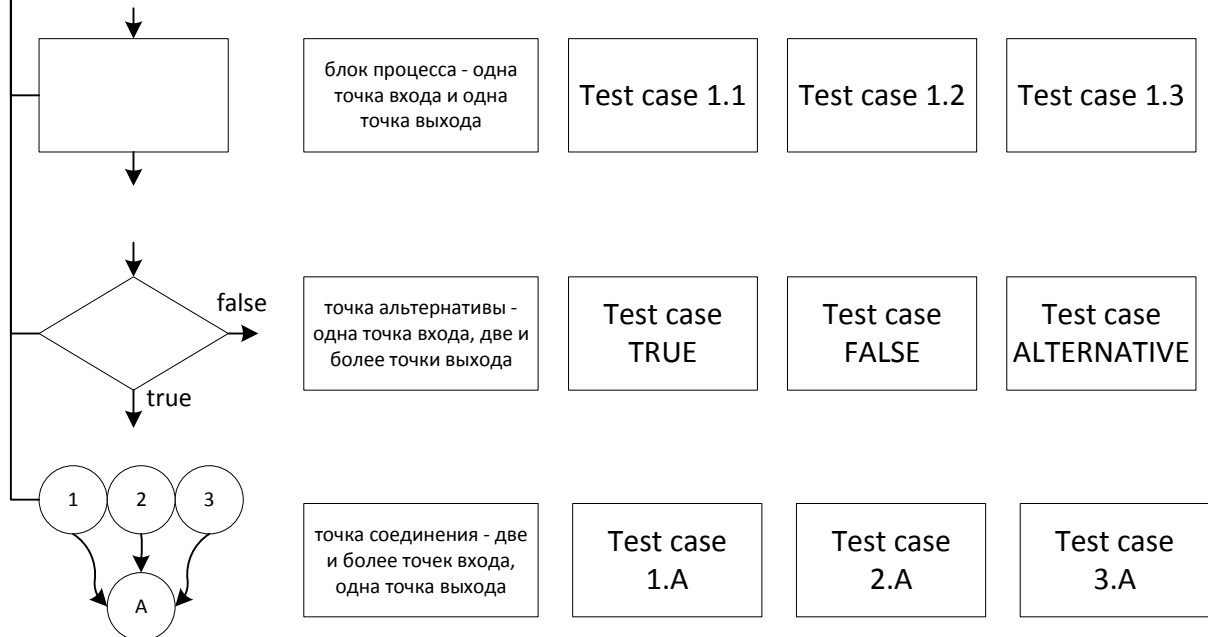 блок процесса - одна
точка входа и одна
точка выхода
Test case 1.1
Test case 1.2
Test case 1.3
false
true
точка альтернативы -
одна точка входа, две и
более точки выхода
Test case
TRUE
Test case
FALSE
Test case
ALTERNATIVE
1
2
3
A
точка соединения - две
и более точек входа,
одна точка выхода
Test case
1.A
Test case
2.A
Test case
3.A